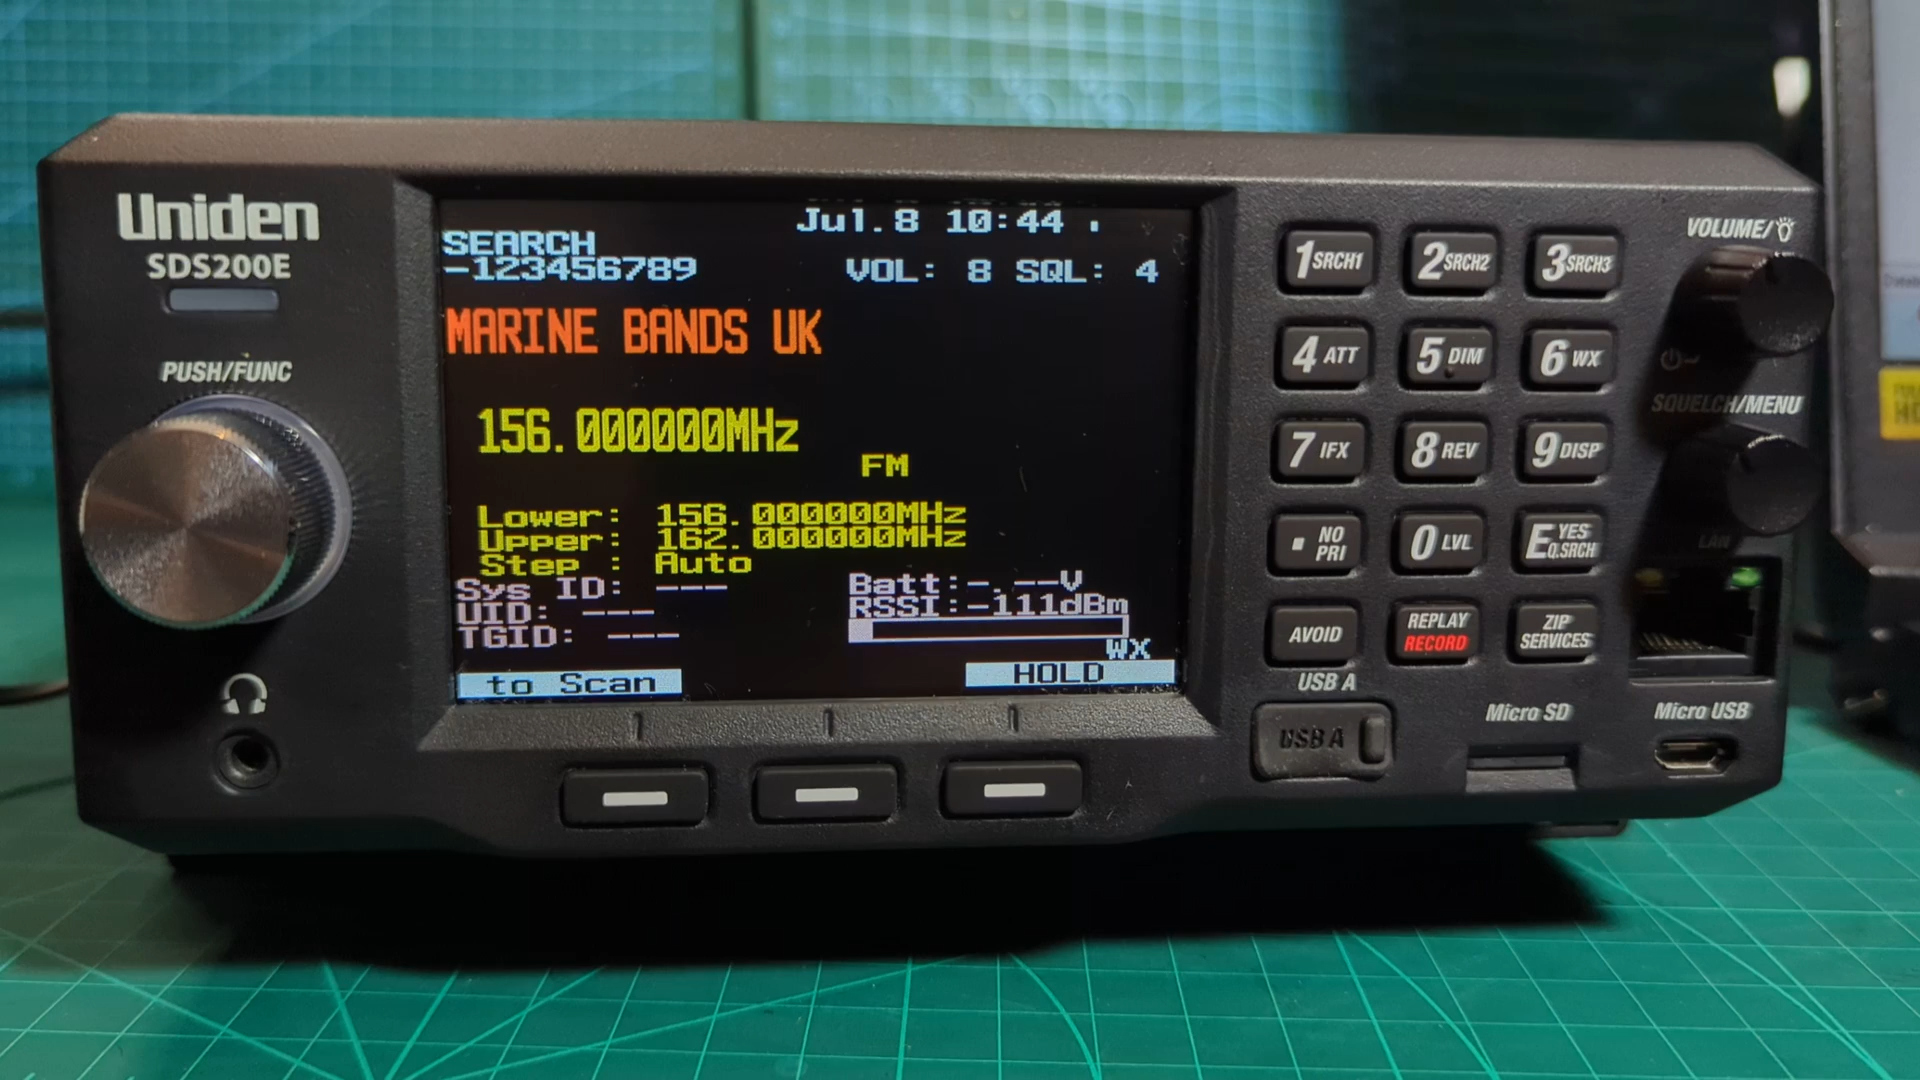 Uniden
SDS200E
PUSH/FUNC
Jul.8 10:44
SEARCH
-123456789
VOL: 8 SQL: 4
MARINE BANDS UK
156.000000MHz
FM
Lower: 156.000000MHz
Upper: 162.000000MHz
Step : Auto
Sys ID: ---
UID: ---
TGID: ---
Batt:-.--V
RSSI:-111dBm
WX
to Scan
HOLD
1 SRCH1
2 SRCH2
3 SRCH3
4 ATT
5 DIM
6 WX
7 IFX
8 REV
9 DISP
. NO PRI
0 LVL
E YES Q.SRCH
AVOID
REPLAY
RECORD
ZIP
SERVICES
VOLUME/
SQUELCH/MENU
LAN
USB A
USB A
Micro SD
Micro USB